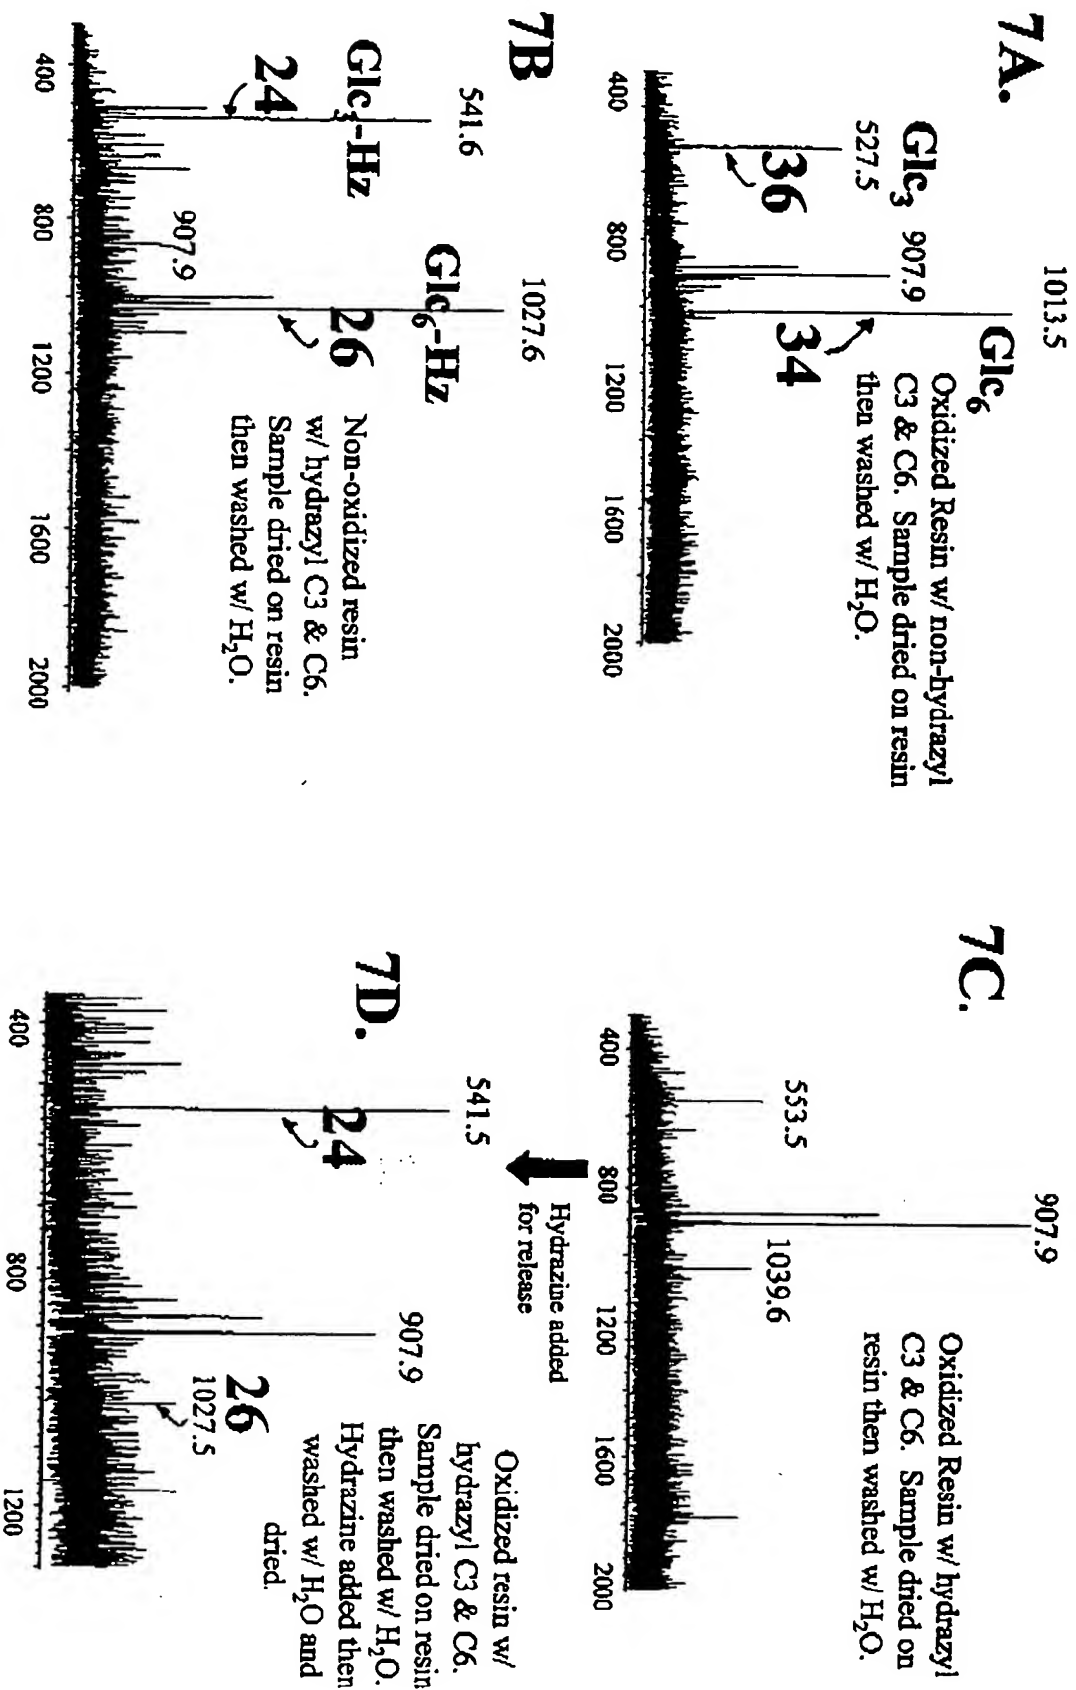 7A.
1013.5
Glc6
Glc3
527.5
907.9
36
34
Oxidized Resin w/ non-hydrazyl
C3 & C6. Sample dried on resin
then washed w/ H2O.
400
800
1200
1600
2000
7B
541.6
1027.6
Glc3-Hz
Glc6-Hz
24
26
907.9
Non-oxidized resin
w/ hydrazyl C3 & C6.
Sample dried on resin
then washed w/ H2O.
400
800
1200
1600
2000
7C.
907.9
553.5
1039.6
Oxidized Resin w/ hydrazyl
C3 & C6. Sample dried on
resin then washed w/ H2O.
400
800
1200
1600
2000
Hydrazine added
for release
7D.
541.5
24
907.9
26
1027.5
Oxidized resin w/
hydrazyl C3 & C6.
Sample dried on resin
then washed w/ H2O.
Hydrazine added then
washed w/ H2O and
dried.
400
800
1200